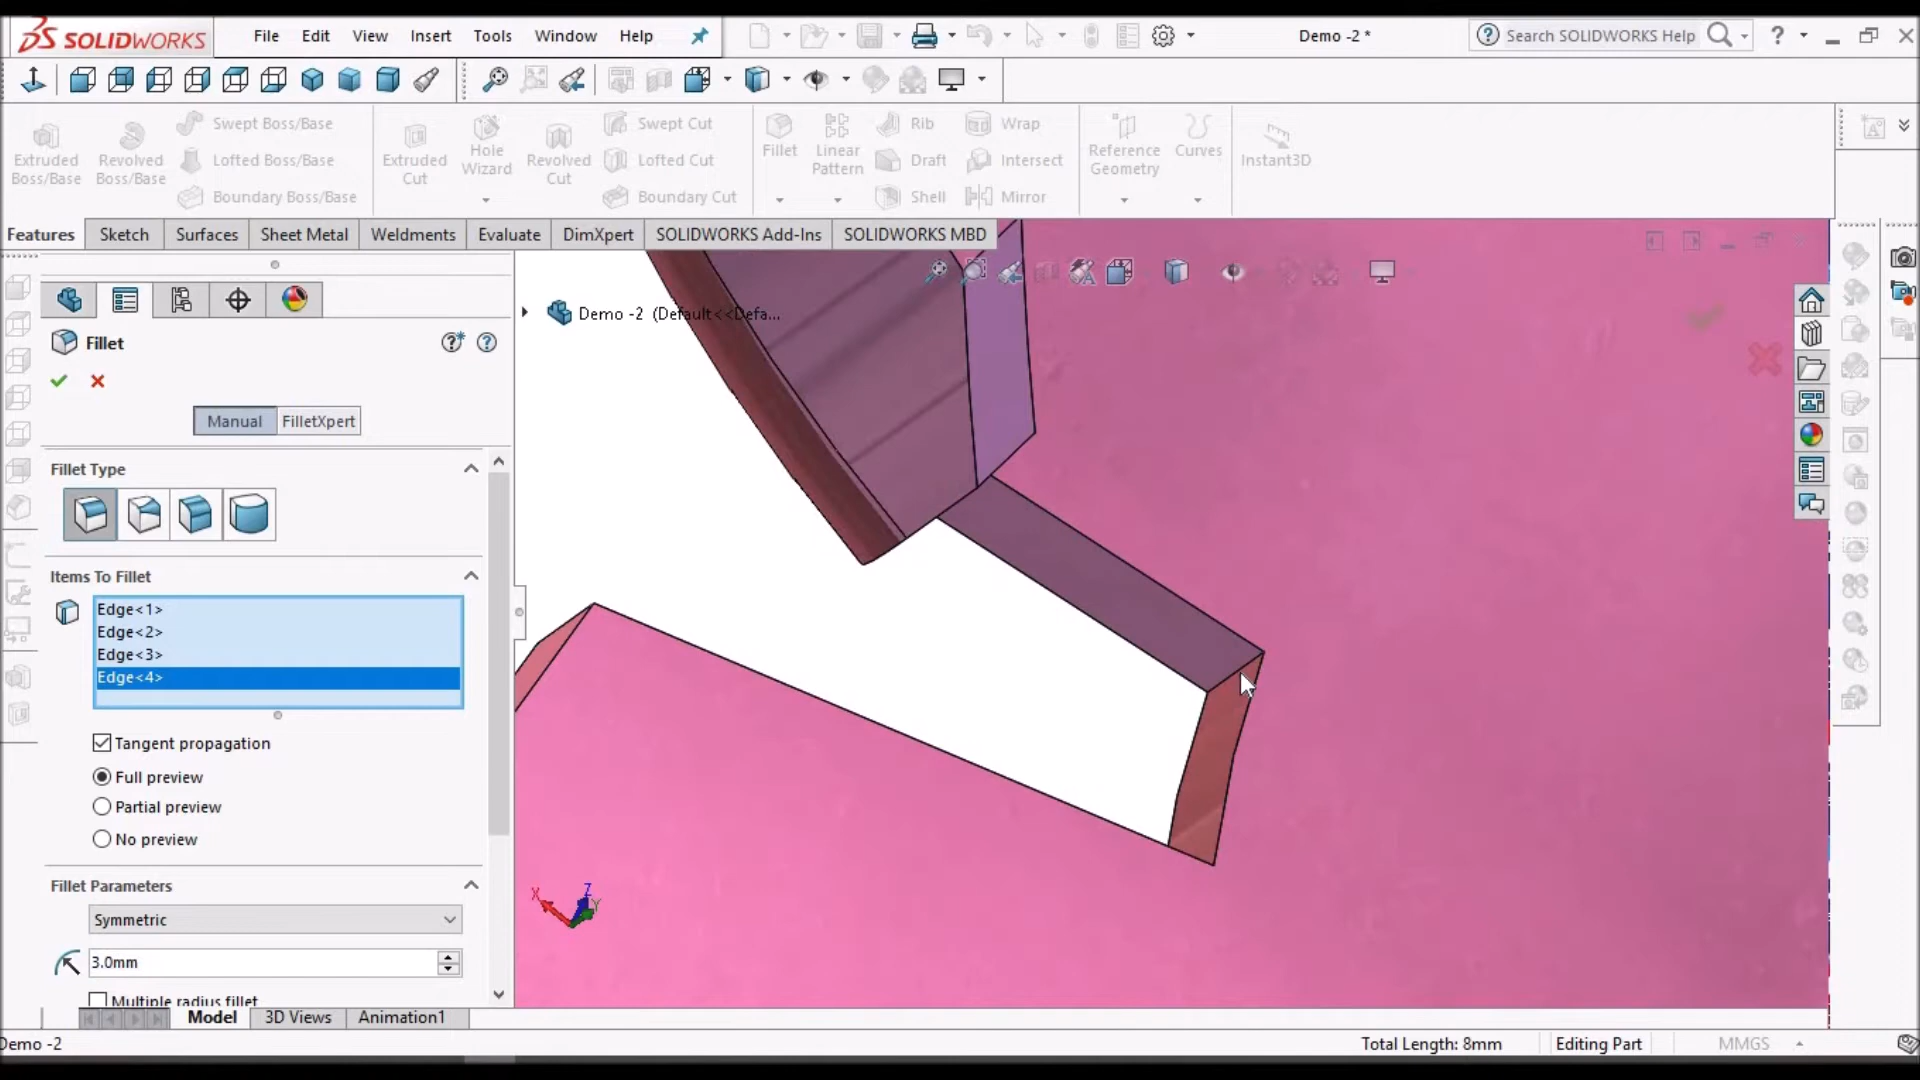 SOLIDWORKS
File Edit View Insert Tools Window Help
Demo -2 *
Search SOLIDWORKS Help
Extruded Boss/Base
Revolved Boss/Base
Swept Boss/Base
Lofted Boss/Base
Boundary Boss/Base
Extruded Cut
Hole Wizard
Revolved Cut
Swept Cut
Lofted Cut
Boundary Cut
Fillet
Linear Pattern
Rib
Draft
Shell
Wrap
Intersect
Mirror
Reference Geometry
Curves
Instant3D
Features Sketch Surfaces Sheet Metal Weldments Evaluate DimXpert SOLIDWORKS Add-Ins SOLIDWORKS MBD
Demo -2 (Default<<Defa...
Fillet
Manual FilletXpert
Fillet Type
Items To Fillet
Edge<1>
Edge<2>
Edge<3>
Edge<4>
Tangent propagation
Full preview
Partial preview
No preview
Fillet Parameters
Symmetric
3.0mm
Multiple radius fillet
X Z Y
Model 3D Views Animation1
Demo -2
Total Length: 8mm
Editing Part
MMGS